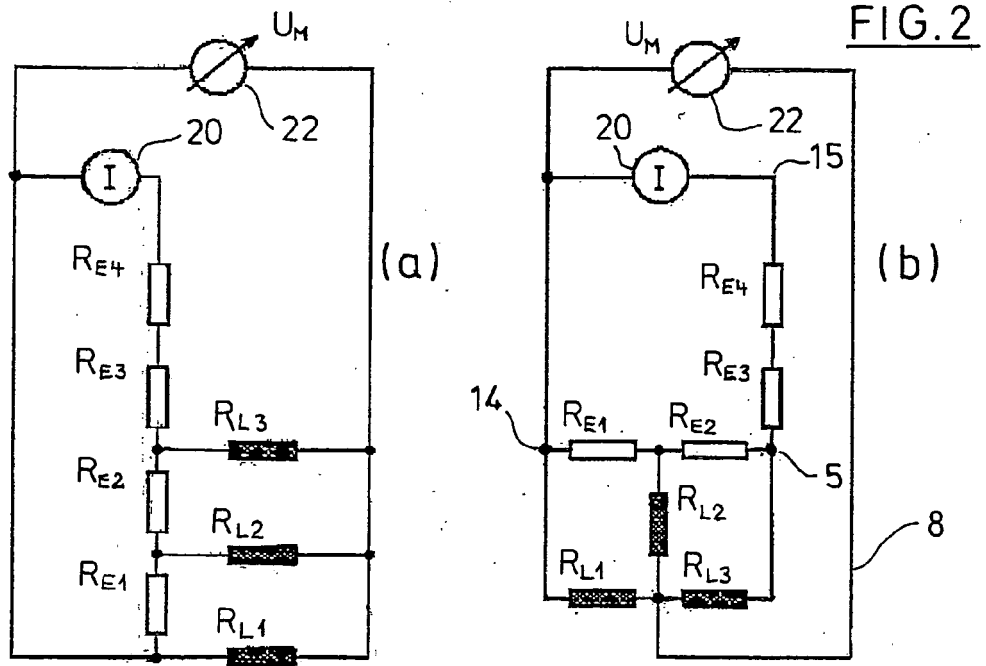 FIG.2
U_M
22
20
I
R_E4
(a)
R_E3
R_L3
R_E2
R_L2
R_E1
R_L1
U_M
22
20
I
15
R_E4
(b)
R_E3
14
R_E1
R_E2
5
R_L2
8
R_L1
R_L3